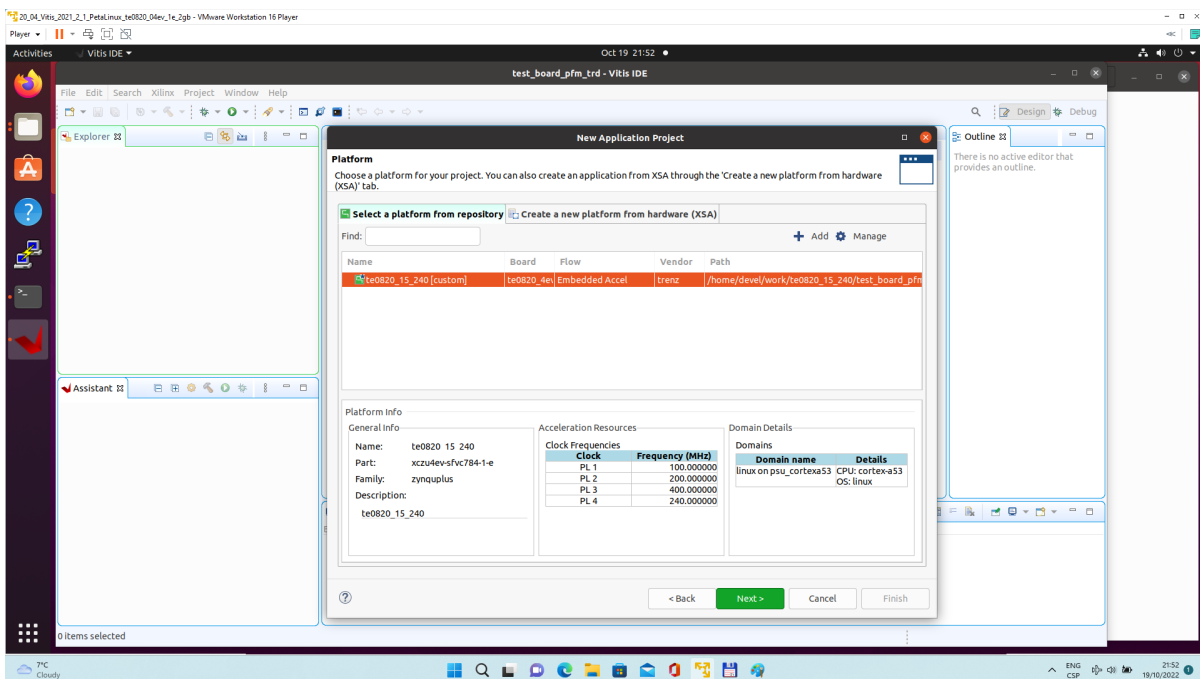 20_04_Vitis_2021_2_1_PetaLinux_te0820_04ev_1e_2gb - VMware Workstation 16 Player
Player
Activities Vitis IDE Oct 19 21:52
test_board_pfm_trd - Vitis IDE
File Edit Search Xilinx Project Window Help
Design Debug
Explorer
Outline
There is no active editor that
provides an outline.
New Application Project
Platform
Choose a platform for your project. You can also create an application from XSA through the 'Create a new platform from hardware
(XSA)' tab.
Select a platform from repository Create a new platform from hardware (XSA)
Find:
Add Manage
Name Board Flow Vendor Path
te0820_15_240 [custom] te0820_4ev Embedded Accel trenz /home/devel/work/te0820_15_240/test_board_pfm
Assistant
Platform Info
General Info
Name: te0820_15_240
Part: xczu4ev-sfvc784-1-e
Family: zynquplus
Description:
te0820_15_240
Acceleration Resources
Clock Frequencies
Clock Frequency (MHz)
PL 1 100.000000
PL 2 200.000000
PL 3 400.000000
PL 4 240.000000
Domain Details
Domains
Domain name Details
linux on psu_cortexa53 CPU: cortex-a53
OS: linux
< Back Next > Cancel Finish
0 items selected
7°C
Cloudy
ENG
CSP
21:52
19/10/2022
1